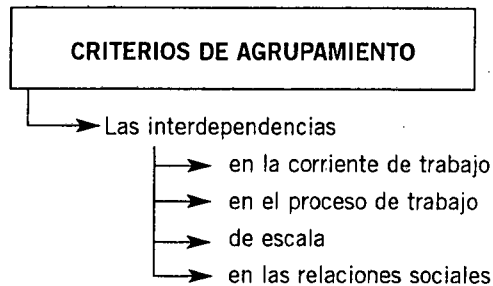 CRITERIOS DE AGRUPAMIENTO
Las interdependencias
en la corriente de trabajo
en el proceso de trabajo
de escala
en las relaciones sociales